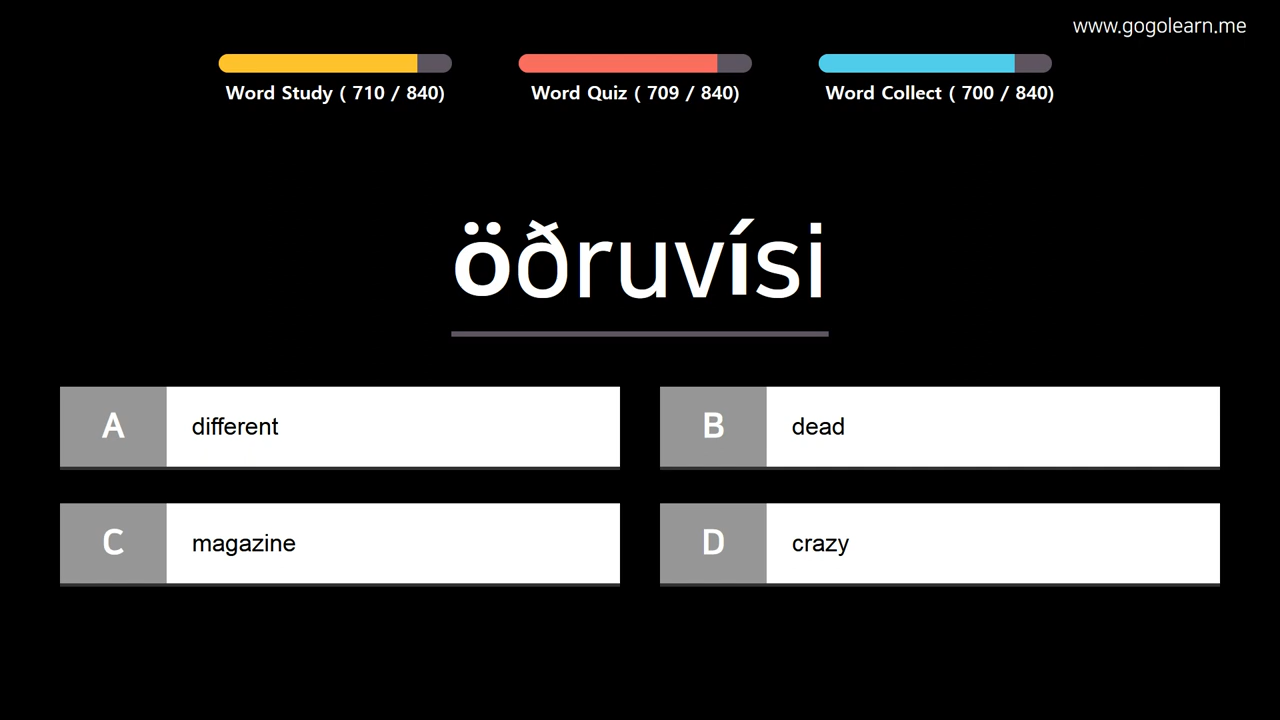 www.gogolearn.me
Word Study ( 710 / 840)
Word Quiz ( 709 / 840)
Word Collect ( 700 / 840)
öðruvísi
A different
B dead
C magazine
D crazy